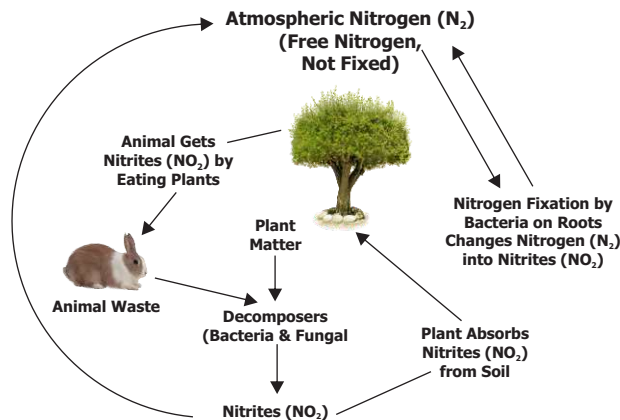 Atmospheric Nitrogen (N₂)
(Free Nitrogen,
Not Fixed)
Animal Gets
Nitrites (NO₂) by
Eating Plants
Nitrogen Fixation by
Bacteria on Roots
Changes Nitrogen (N₂)
into Nitrites (NO₂)
Plant
Matter
Animal Waste
Decomposers
(Bacteria & Fungal
Plant Absorbs
Nitrites (NO₂)
from Soil
Nitrites (NO₂)